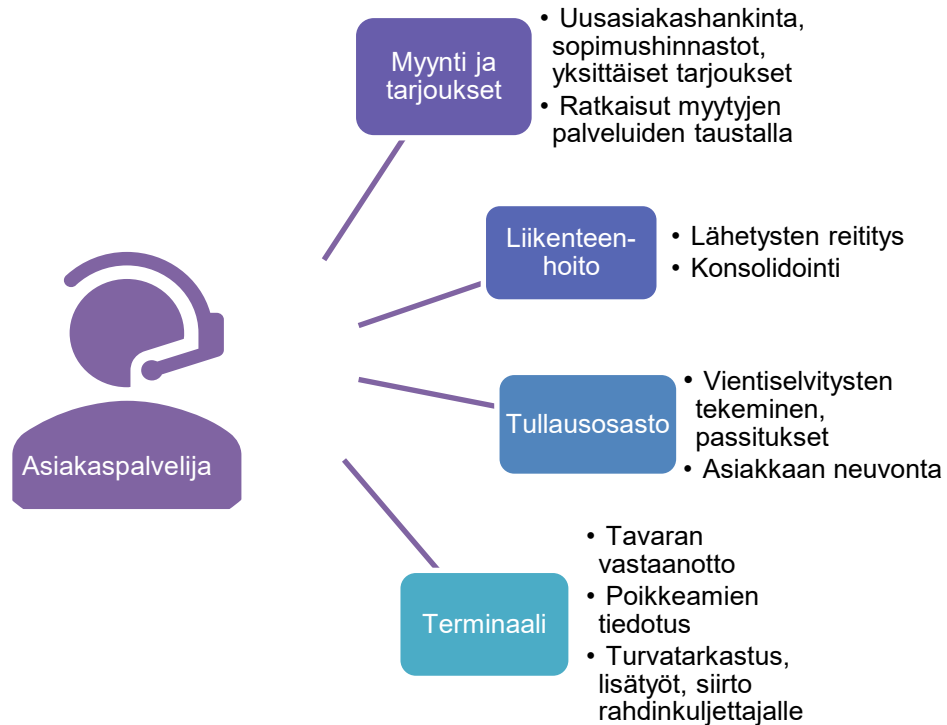 Myynti ja
tarjoukset
• Uusasiakashankinta,
sopimushinnastot,
yksittäiset tarjoukset
• Ratkaisut myytyjen
palveluiden taustalla
Liikenteen-
hoito
• Lähetysten reititys
• Konsolidointi
Asiakaspalvelija
Tullausosasto
• Vientiselvitysten
tekeminen,
passitukset
• Asiakkaan neuvonta
Terminaali
• Tavaran
vastaanotto
• Poikkeamien
tiedotus
• Turvatarkastus,
lisätyöt, siirto
rahdinkuljettajalle